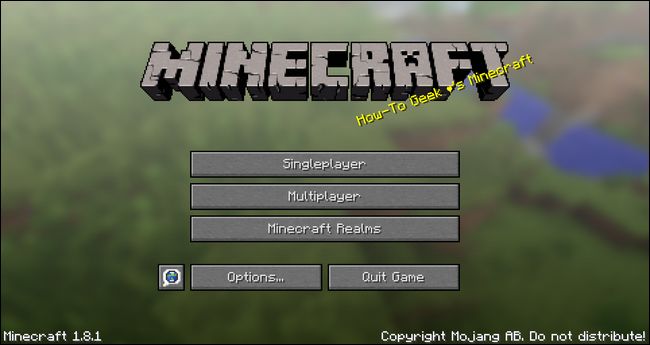 MINECRAFT
How-To Geek ♥s Minecraft
Singleplayer
Multiplayer
Minecraft Realms
Options... Quit Game
Minecraft 1.8.1 Copyright Mojang AB. Do not distribute!